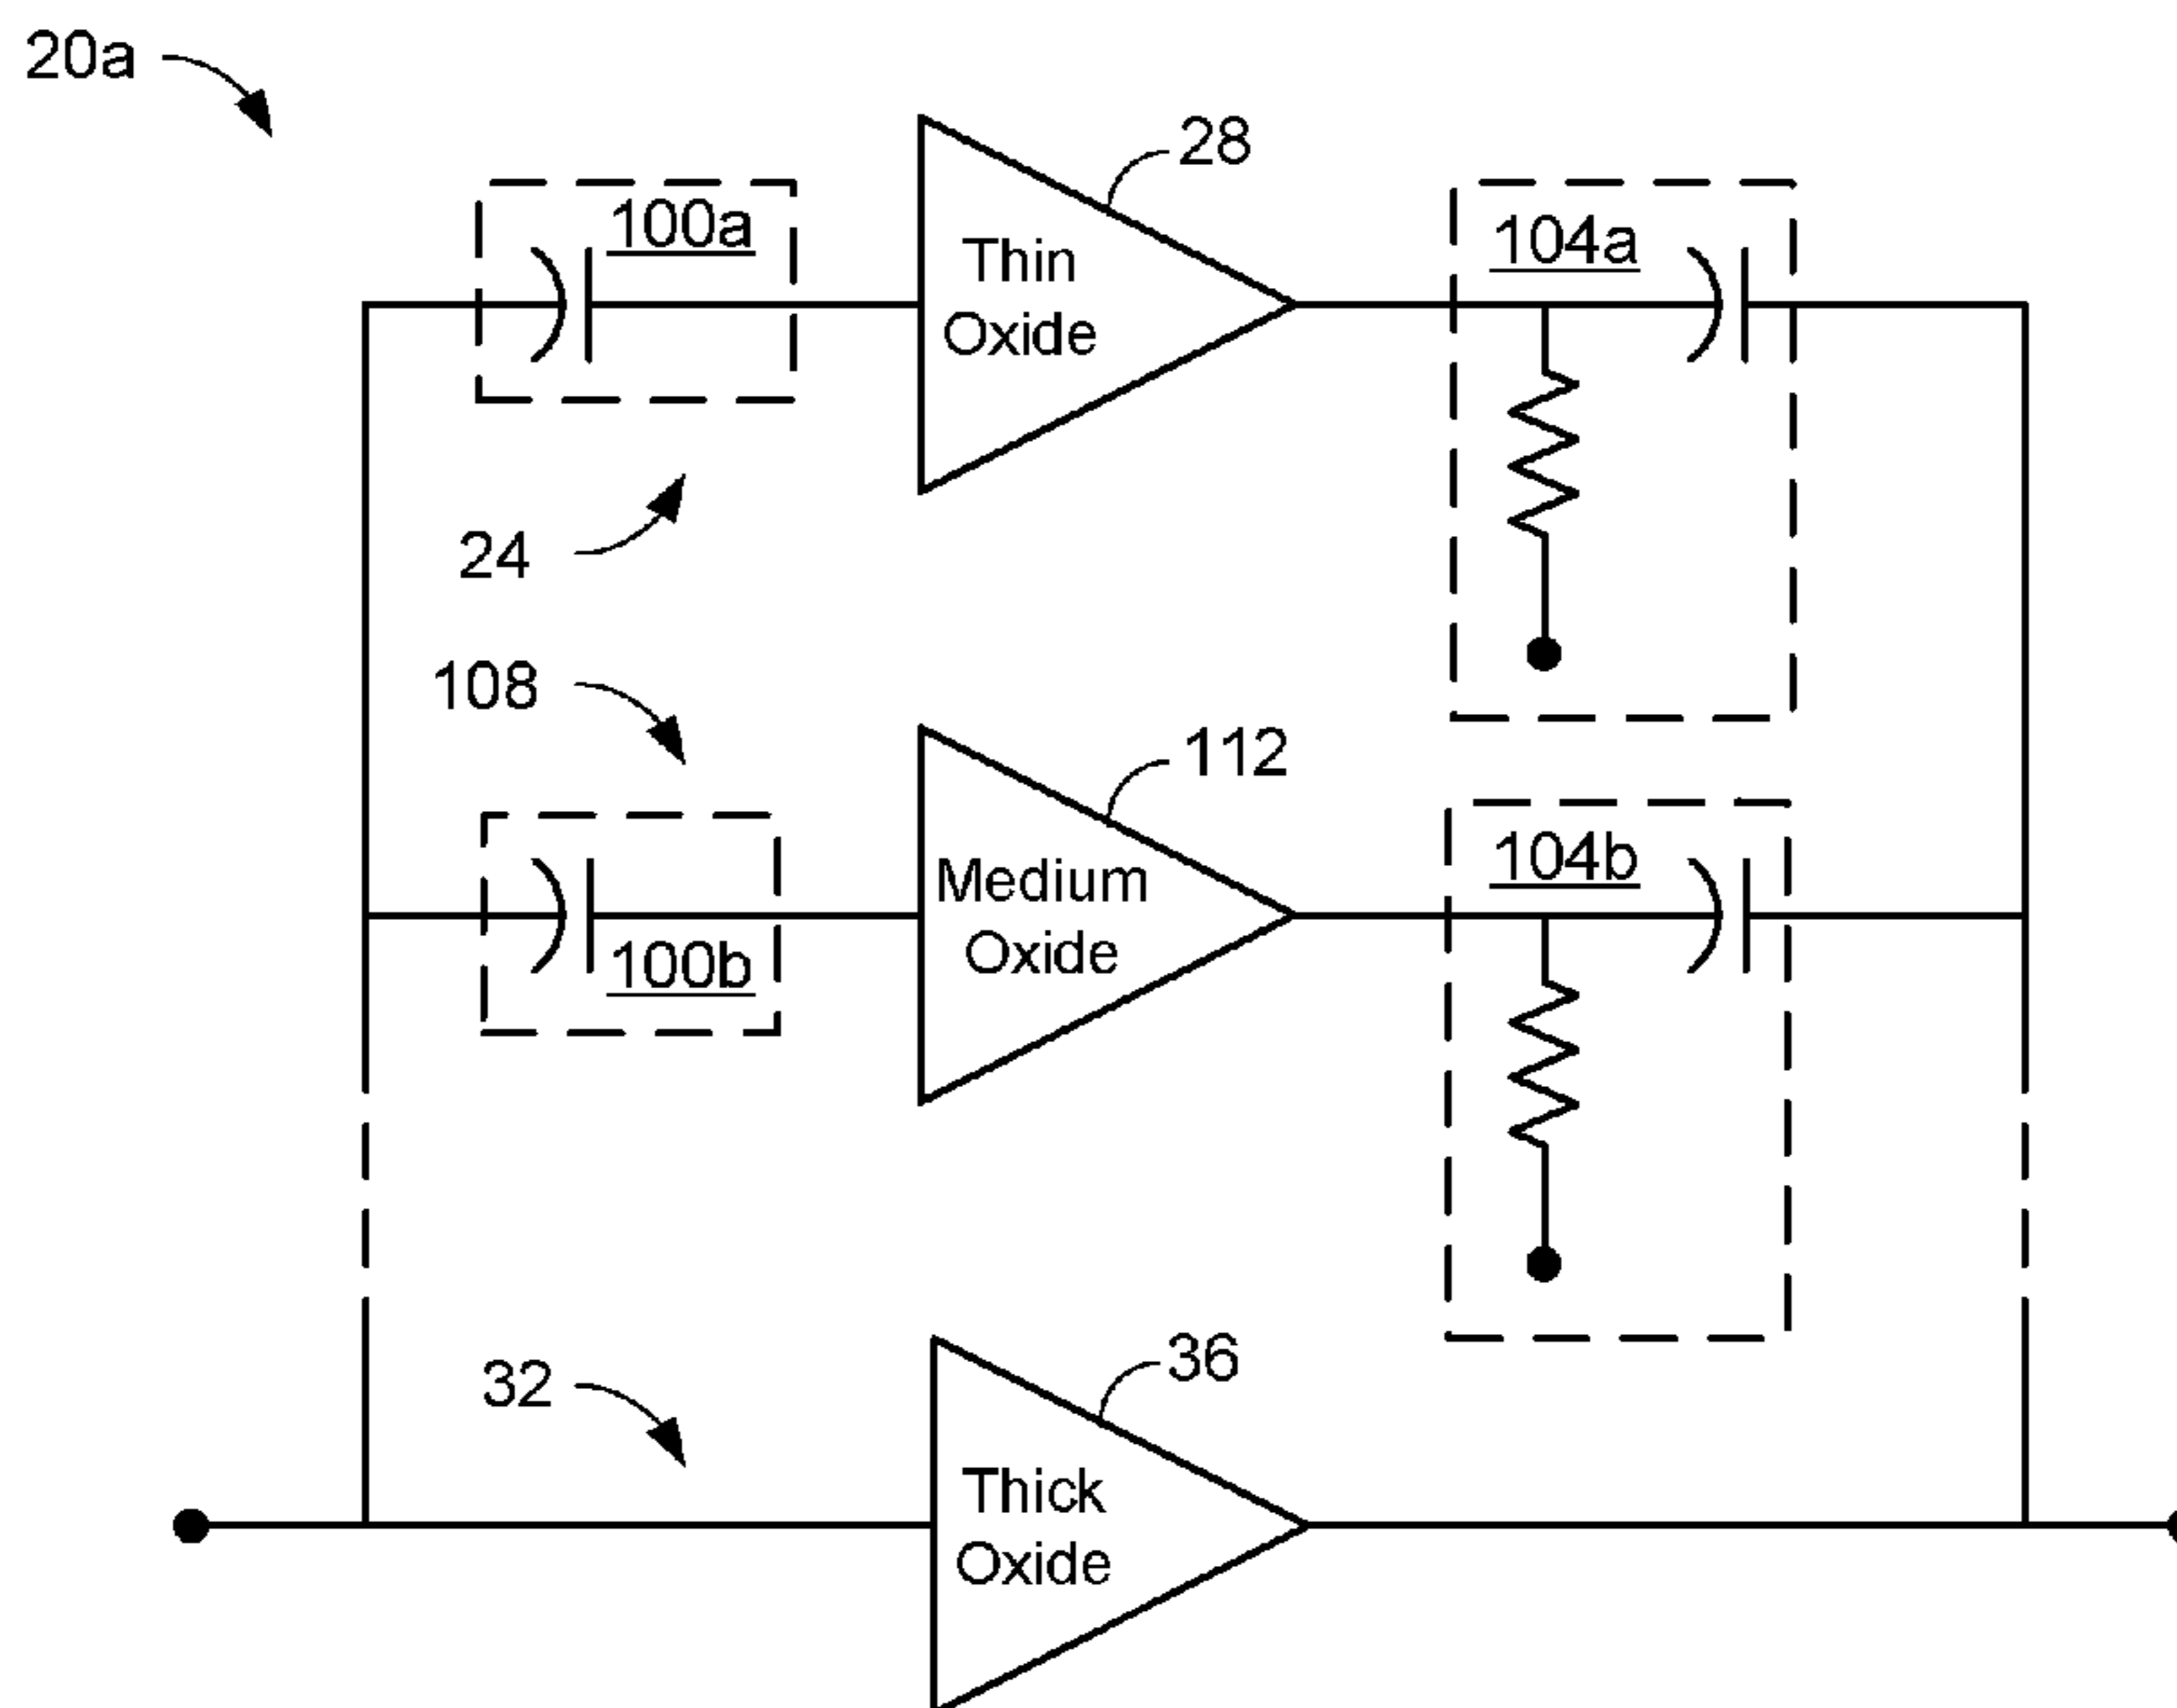 20a
28
100a
104a
Thin
Oxide
24
108
112
104b
Medium
Oxide
100b
32
36
Thick
Oxide